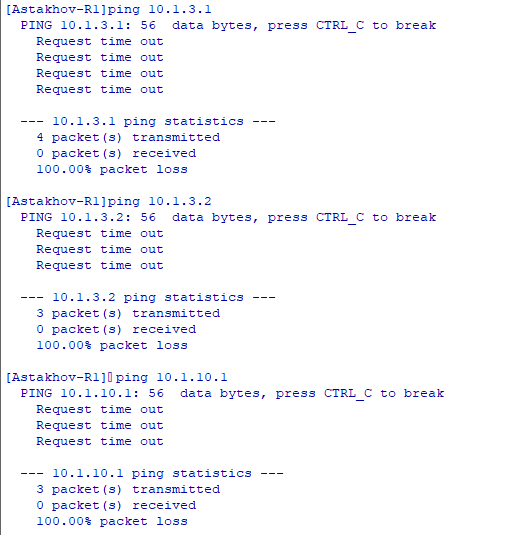 [Astakhov-R1]ping 10.1.3.1
  PING 10.1.3.1: 56  data bytes, press CTRL_C to break
    Request time out
    Request time out
    Request time out
    Request time out

  --- 10.1.3.1 ping statistics ---
    4 packet(s) transmitted
    0 packet(s) received
    100.00% packet loss

[Astakhov-R1]ping 10.1.3.2
  PING 10.1.3.2: 56  data bytes, press CTRL_C to break
    Request time out
    Request time out
    Request time out

  --- 10.1.3.2 ping statistics ---
    3 packet(s) transmitted
    0 packet(s) received
    100.00% packet loss

[Astakhov-R1]▯ping 10.1.10.1
  PING 10.1.10.1: 56  data bytes, press CTRL_C to break
    Request time out
    Request time out
    Request time out

  --- 10.1.10.1 ping statistics ---
    3 packet(s) transmitted
    0 packet(s) received
    100.00% packet loss